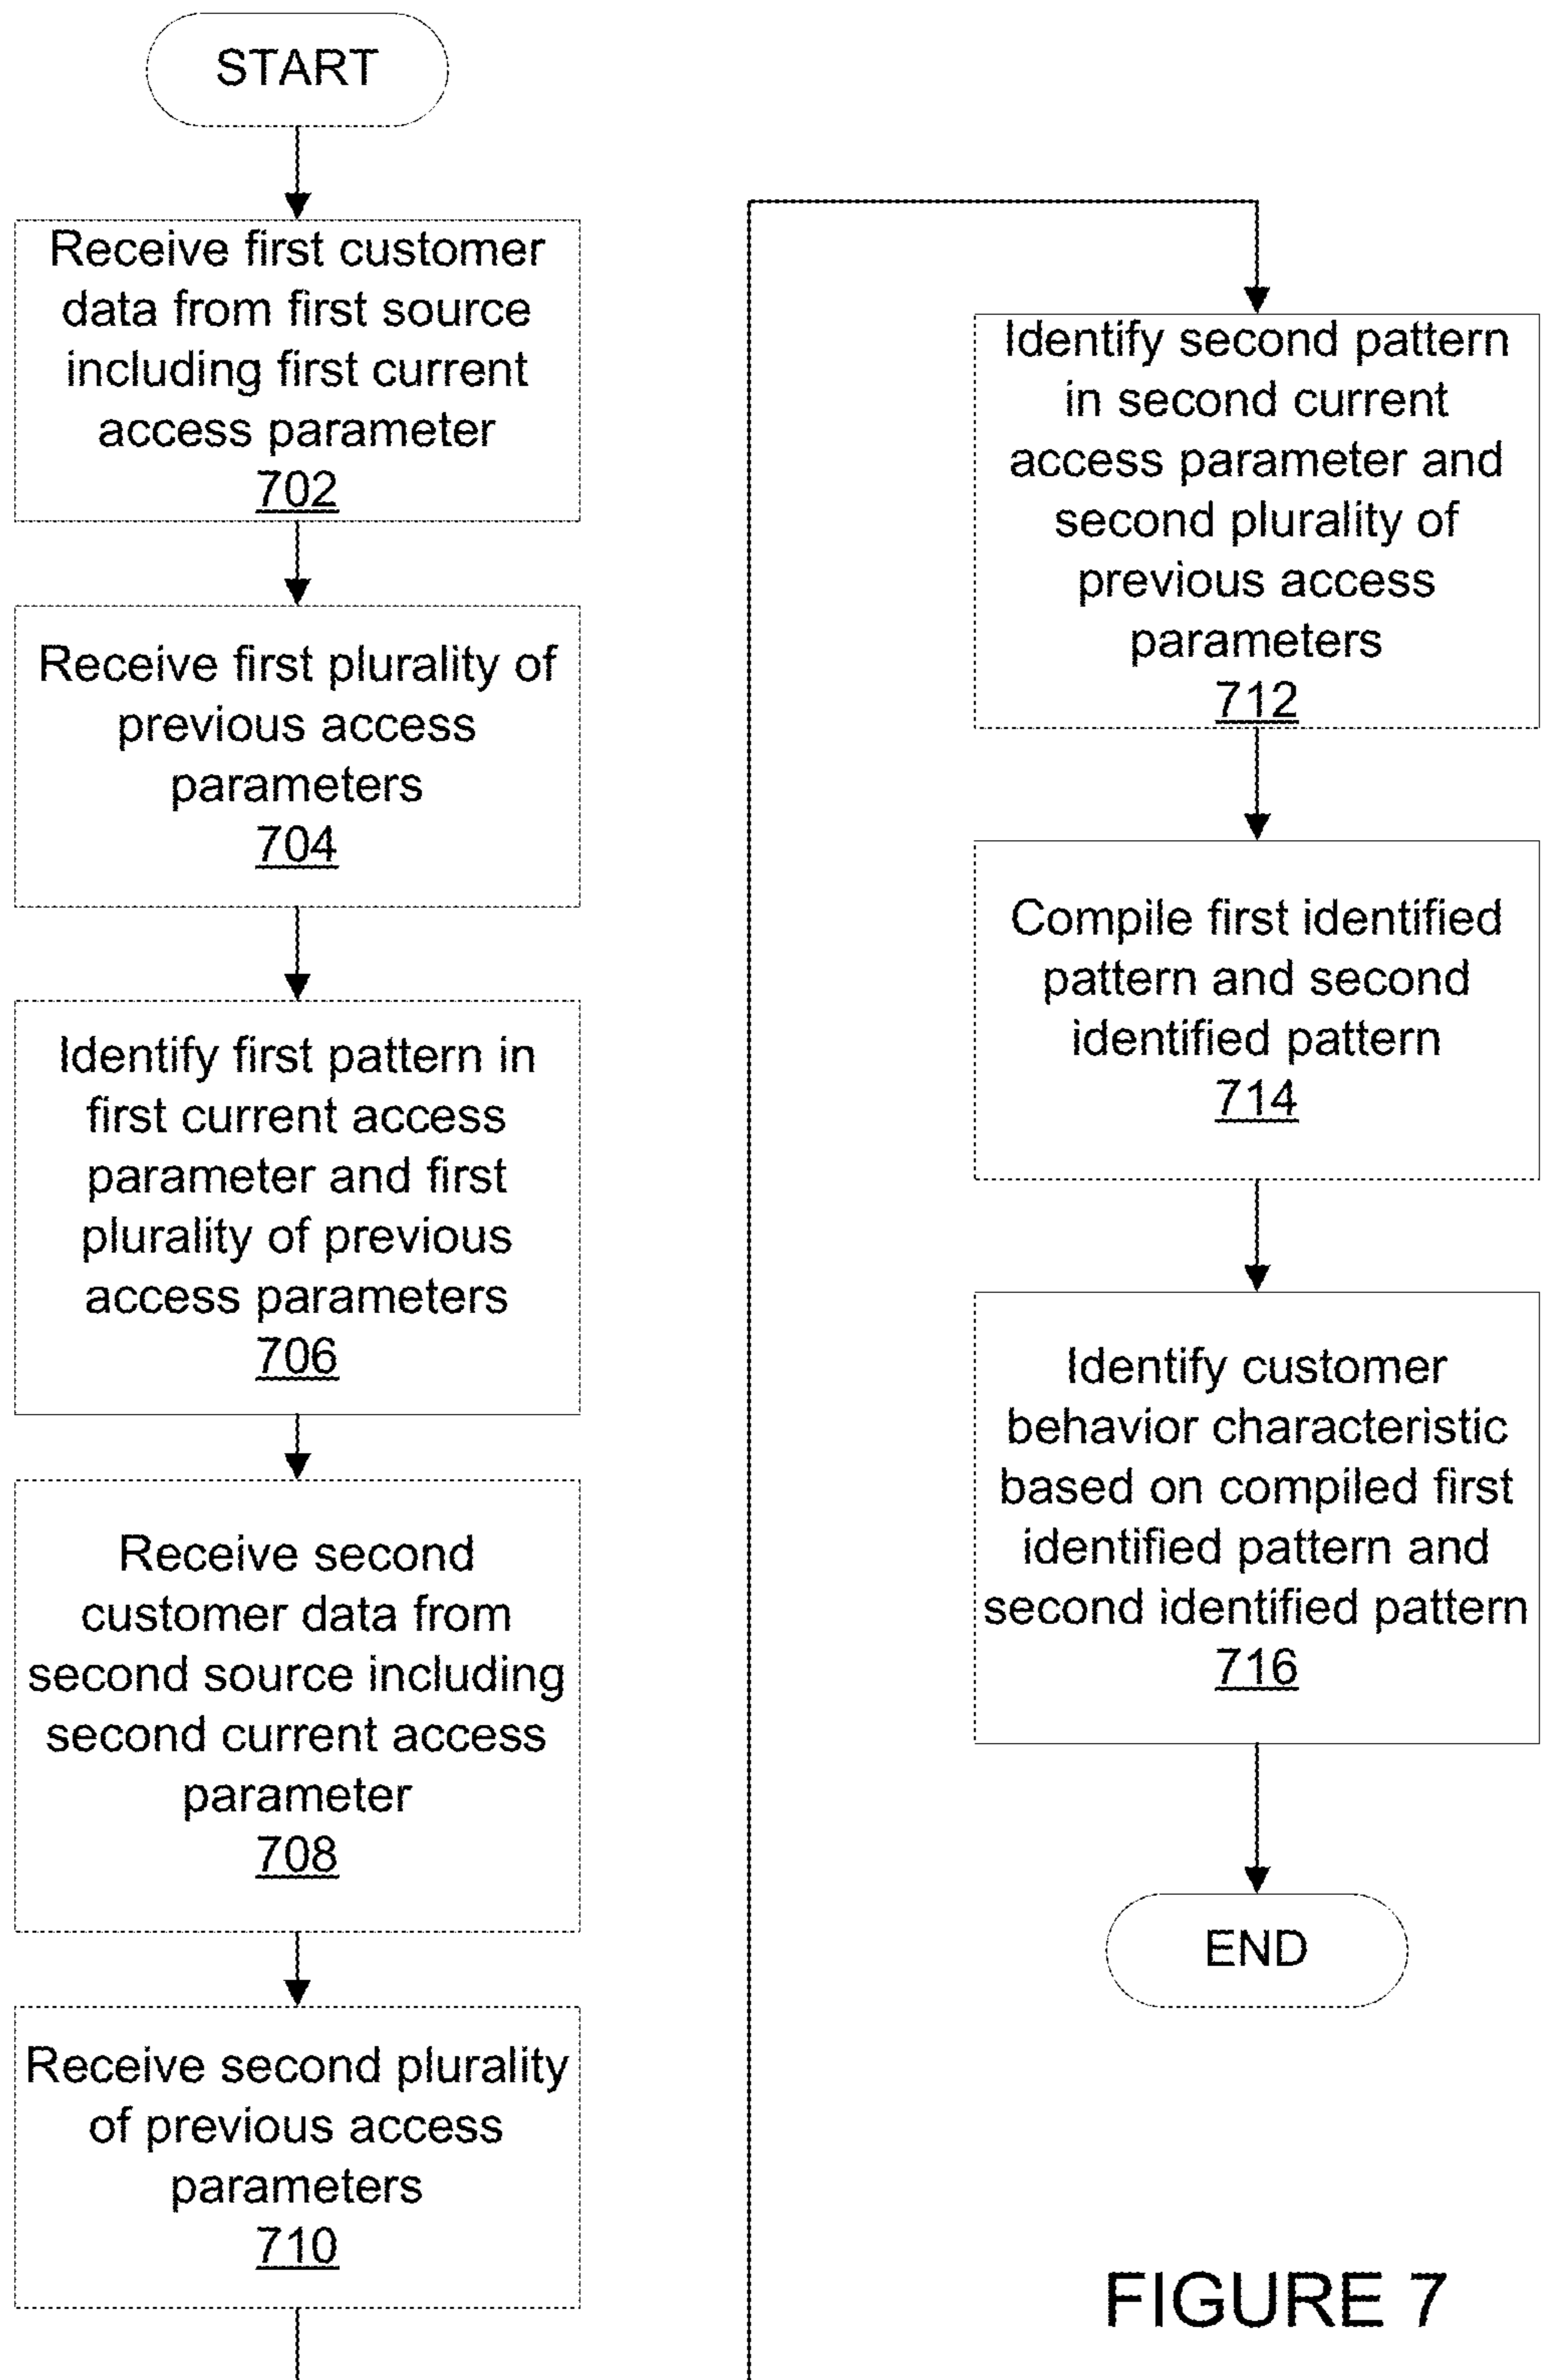 START
Receive first customer
data from first source
including first current
access parameter
702
Receive first plurality of
previous access
parameters
704
Identify first pattern in
first current access
parameter and first
plurality of previous
access parameters
706
Receive second
customer data from
second source including
second current access
parameter
708
Receive second plurality
of previous access
parameters
710
Identify second pattern
in second current
access parameter and
second plurality of
previous access
parameters
712
Compile first identified
pattern and second
identified pattern
714
Identify customer
behavior characteristic
based on compiled first
identified pattern and
second identified pattern
716
END
FIGURE 7